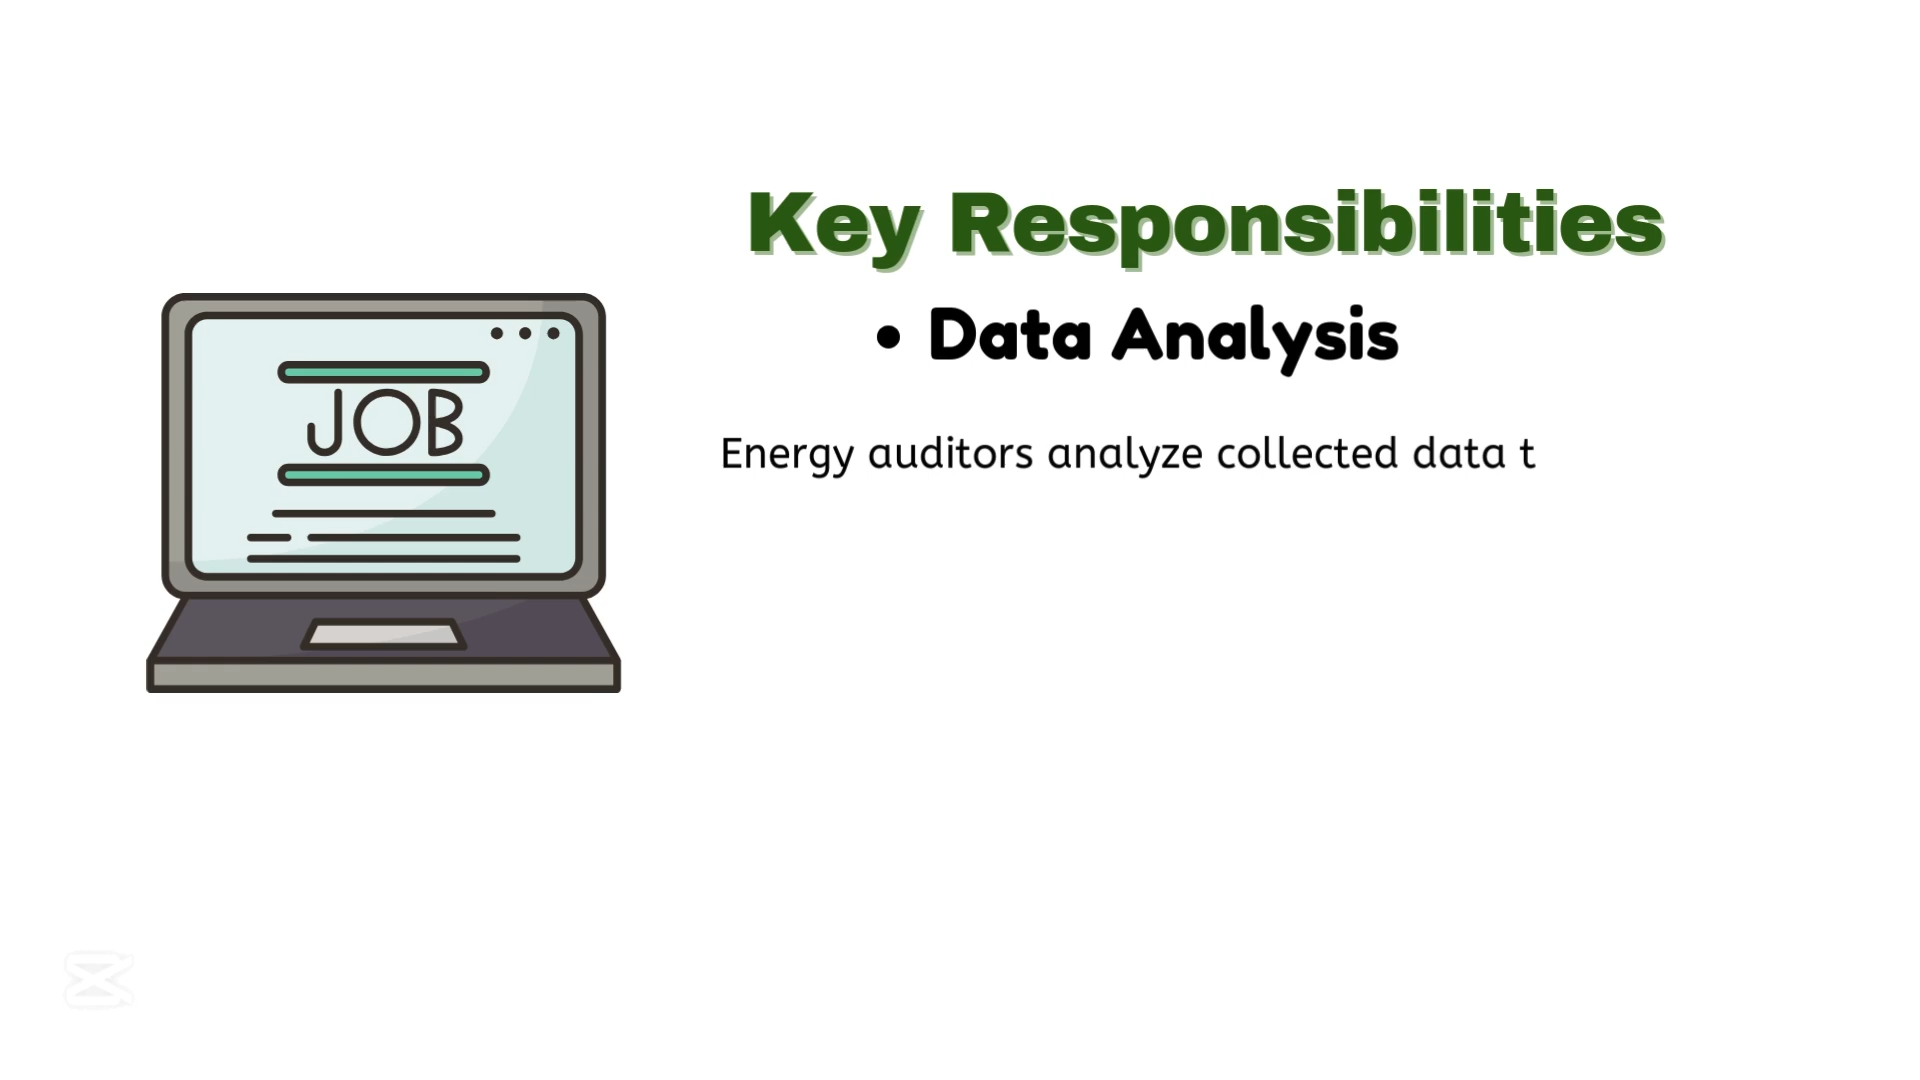 Key Responsibilities
• Data Analysis
Energy auditors analyze collected data t
JOB